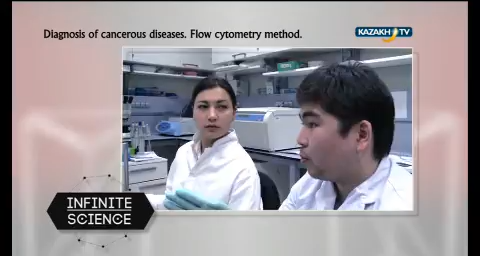 Diagnosis of cancerous diseases. Flow cytometry method.
KAZAKH TV
INFINITE
SCIENCE